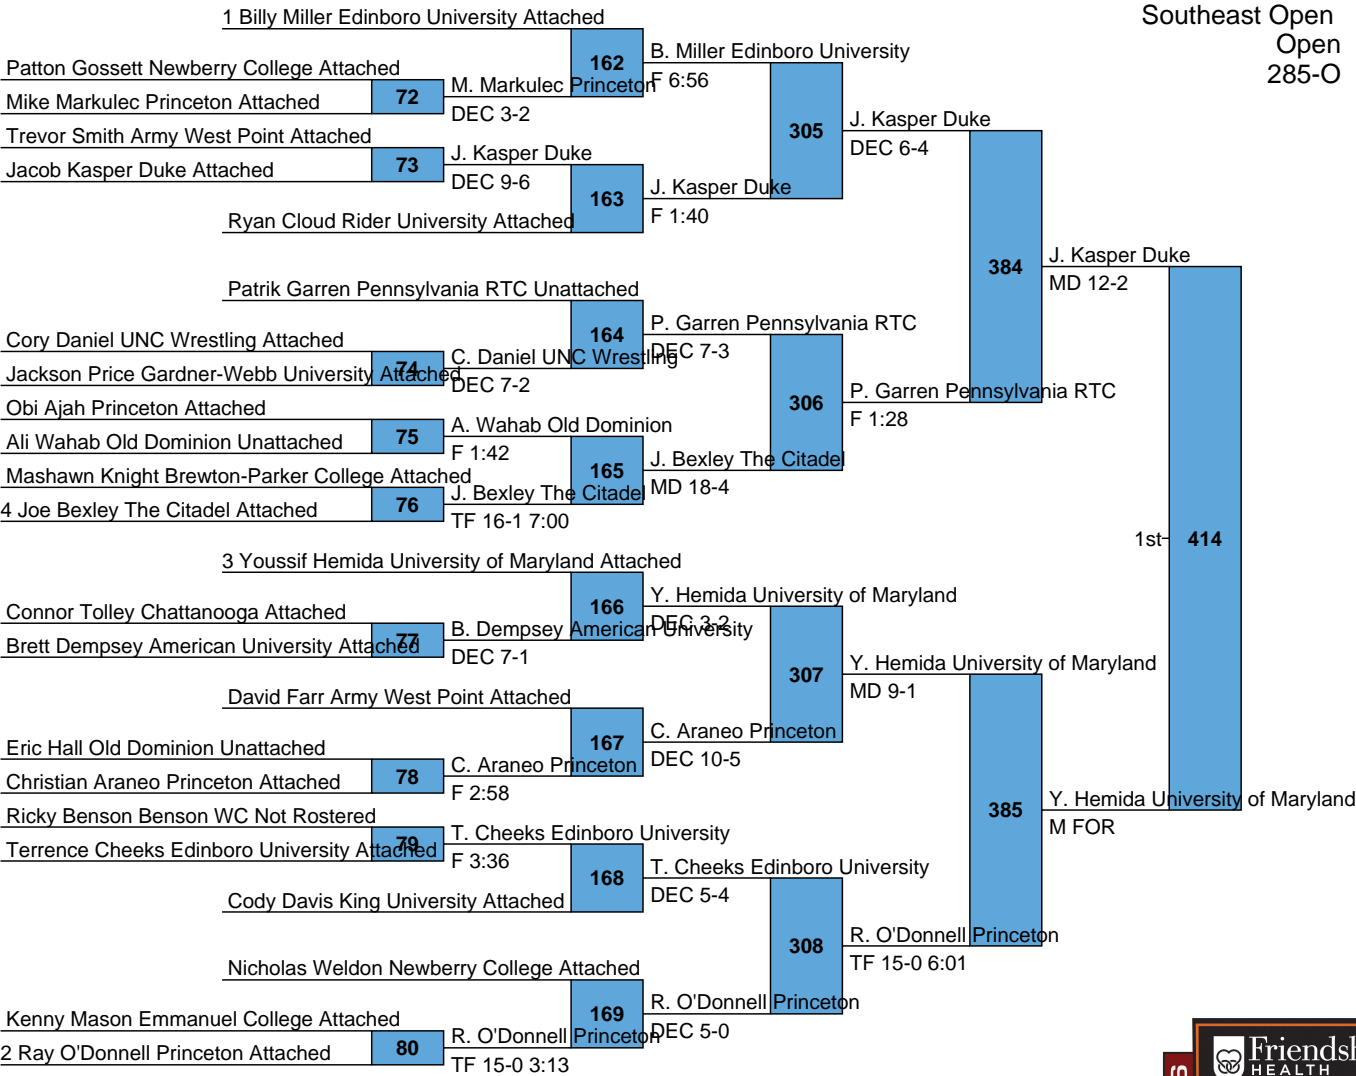 Southeast Open
Open
285-O
1 Billy Miller Edinboro University Attached
162
B. Miller Edinboro University
F 6:56
Patton Gossett Newberry College Attached
72
M. Markulec Princeton
Mike Markulec Princeton Attached
DEC 3-2
305
J. Kasper Duke
DEC 6-4
Trevor Smith Army West Point Attached
73
J. Kasper Duke
Jacob Kasper Duke Attached
DEC 9-6
163
J. Kasper Duke
F 1:40
Ryan Cloud Rider University Attached
384
J. Kasper Duke
MD 12-2
Patrik Garren Pennsylvania RTC Unattached
164
P. Garren Pennsylvania RTC
DEC 7-3
Cory Daniel UNC Wrestling Attached
74
C. Daniel UNC Wrestling
Jackson Price Gardner-Webb University Attached
DEC 7-2
306
P. Garren Pennsylvania RTC
F 1:28
Obi Ajah Princeton Attached
75
A. Wahab Old Dominion
Ali Wahab Old Dominion Unattached
F 1:42
165
J. Bexley The Citadel
MD 18-4
Mashawn Knight Brewton-Parker College Attached
76
J. Bexley The Citadel
4 Joe Bexley The Citadel Attached
TF 16-1 7:00
1st
414
3 Youssif Hemida University of Maryland Attached
166
Y. Hemida University of Maryland
DEC 3-2
Connor Tolley Chattanooga Attached
77
B. Dempsey American University
Brett Dempsey American University Attached
DEC 7-1
307
Y. Hemida University of Maryland
MD 9-1
David Farr Army West Point Attached
167
C. Araneo Princeton
DEC 10-5
Eric Hall Old Dominion Unattached
78
C. Araneo Princeton
Christian Araneo Princeton Attached
F 2:58
385
Y. Hemida University of Maryland
M FOR
Ricky Benson Benson WC Not Rostered
79
T. Cheeks Edinboro University
Terrence Cheeks Edinboro University Attached
F 3:36
168
T. Cheeks Edinboro University
DEC 5-4
Cody Davis King University Attached
308
R. O'Donnell Princeton
TF 15-0 6:01
Nicholas Weldon Newberry College Attached
169
R. O'Donnell Princeton
DEC 5-0
Kenny Mason Emmanuel College Attached
80
R. O'Donnell Princeton
2 Ray O'Donnell Princeton Attached
TF 15-0 3:13
HEALTH